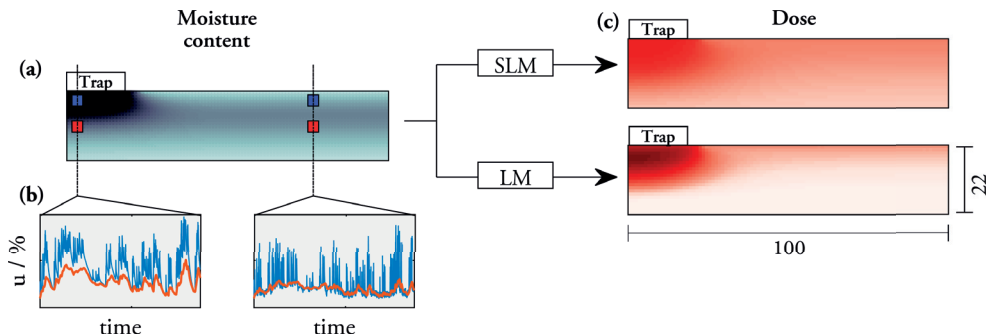 Moisture
content
(a)
Trap
(b)
u / %
time
time
SLM
LM
(c)
Dose
Trap
Trap
22
100